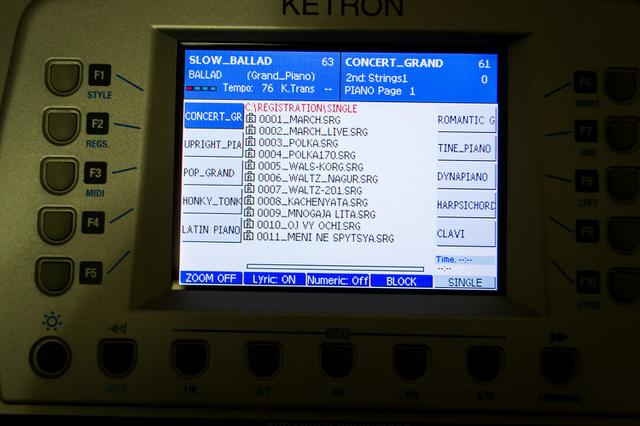 KETRON
SLOW_BALLAD 63
BALLAD (Grand_Piano)
Tempo: 76 K.Trans --
CONCERT_GRAND 61
2nd: Strings1 0
PIANO Page 1
C:\REGISTRATION\SINGLE
0001_MARCH.SRG
0002_MARCH_LIVE.SRG
0003_POLKA.SRG
0004_POLKA170.SRG
0005_WALS-KORG.SRG
0006_WALTZ_NAGUR.SRG
0007_WALTZ-201.SRG
0008_KACHENYATA.SRG
0009_MNOGAJA LITA.SRG
0010_OJ VY OCHI.SRG
0011_MENI NE SPYTSYA.SRG
CONCERT_GR
UPRIGHT_PIA
POP_GRAND
HONKY_TONK
LATIN PIANO
ROMANTIC G
TINE_PIANO
DYNAPIANO
HARPSICHORD
CLAVI
Time. --:--
--:--
ZOOM OFF Lyric: ON Numeric: Off BLOCK SINGLE
F1
STYLE
F2
REGS.
F3
MIDI
F4
F5
F6
RIGHT
F7
2ND
F8
LEFT
F9
F10
LYRIC
USER
BACK 1/6 2/7 3/8 4/9 5/10 FORWARD